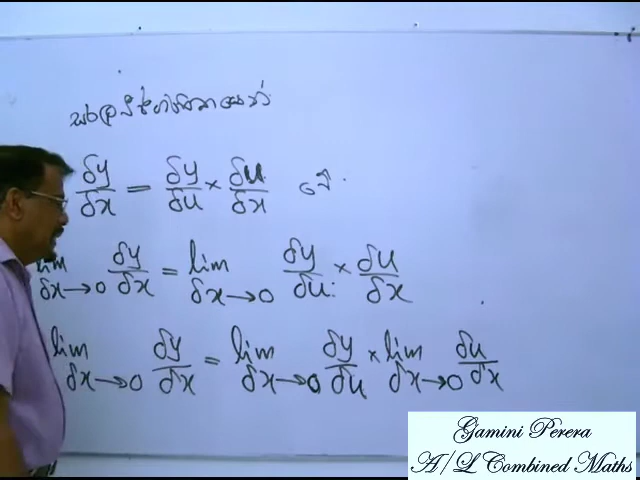 δy/δx = δy/δu × δu/δx වේ.
lim δx→0 δy/δx = lim δx→0 δy/δu × δu/δx
lim δx→0 δy/δx = lim δx→0 δy/δu × lim δx→0 δu/δx
Gamini Perera
A/L Combined Maths